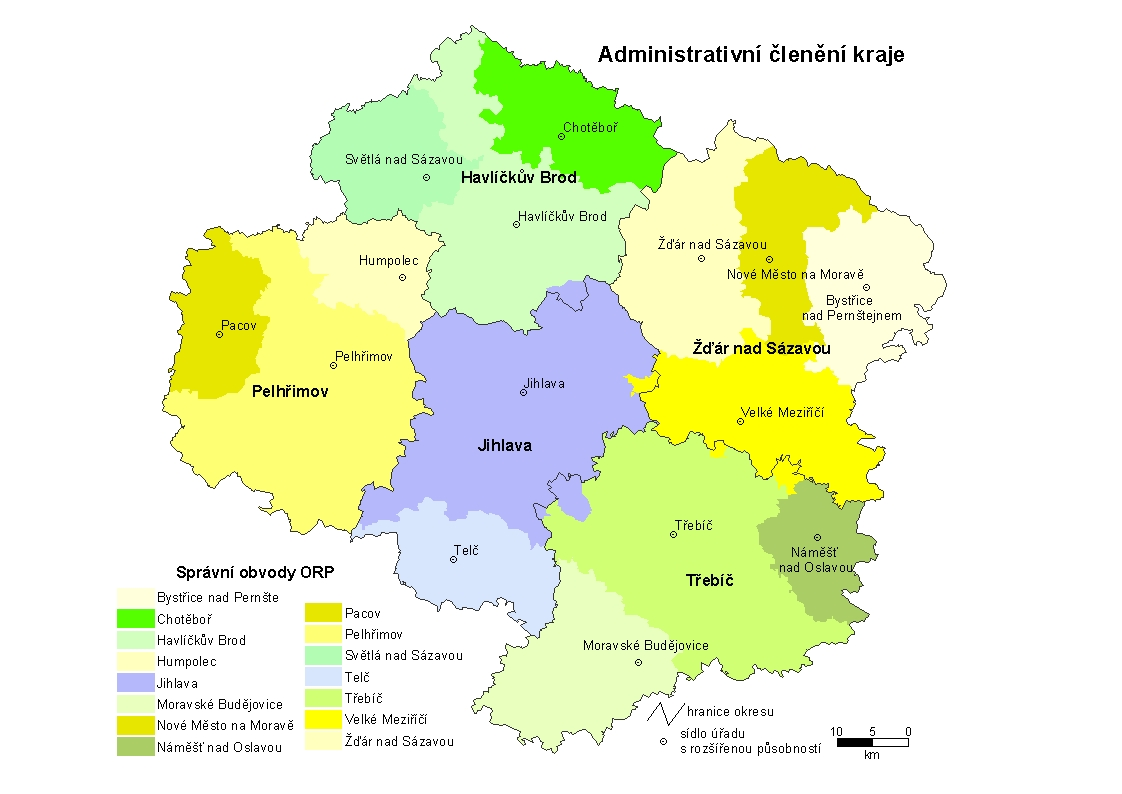 Administrativní členění kraje
Chotěboř
Světlá nad Sázavou
Havlíčkův Brod
Havlíčkův Brod
Žďár nad Sázavou
Humpolec
Nové Město na Moravě
Bystřice
nad Pernštejnem
Pacov
Pelhřimov
Žďár nad Sázavou
Jihlava
Pelhřimov
Velké Meziříčí
Jihlava
Třebíč
Telč
Náměšť
nad Oslavou
Třebíč
Moravské Budějovice
Správní obvody ORP
Bystřice nad Pernšte
Chotěboř
Havlíčkův Brod
Humpolec
Jihlava
Moravské Budějovice
Nové Město na Moravě
Náměšť nad Oslavou
Pacov
Pelhřimov
Světlá nad Sázavou
Telč
Třebíč
Velké Meziříčí
Žďár nad Sázavou
hranice okresu
sídlo úřadu
s rozšířenou působností
10 5 0
km